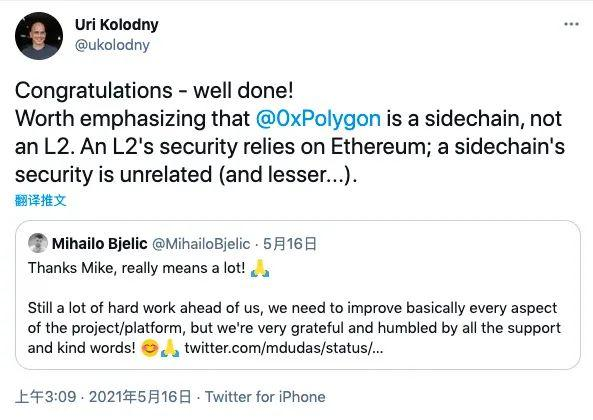 Uri Kolodny
@ukolodny
Congratulations - well done!
Worth emphasizing that @0xPolygon is a sidechain, not
an L2. An L2's security relies on Ethereum; a sidechain's
security is unrelated (and lesser...).
翻译推文
Mihailo Bjelic @MihailoBjelic · 5月16日
Thanks Mike, really means a lot! 🙏
Still a lot of hard work ahead of us, we need to improve basically every aspect
of the project/platform, but we're very grateful and humbled by all the support
and kind words! 😊🙏 twitter.com/mdudas/status/...
上午3:09 · 2021年5月16日 · Twitter for iPhone